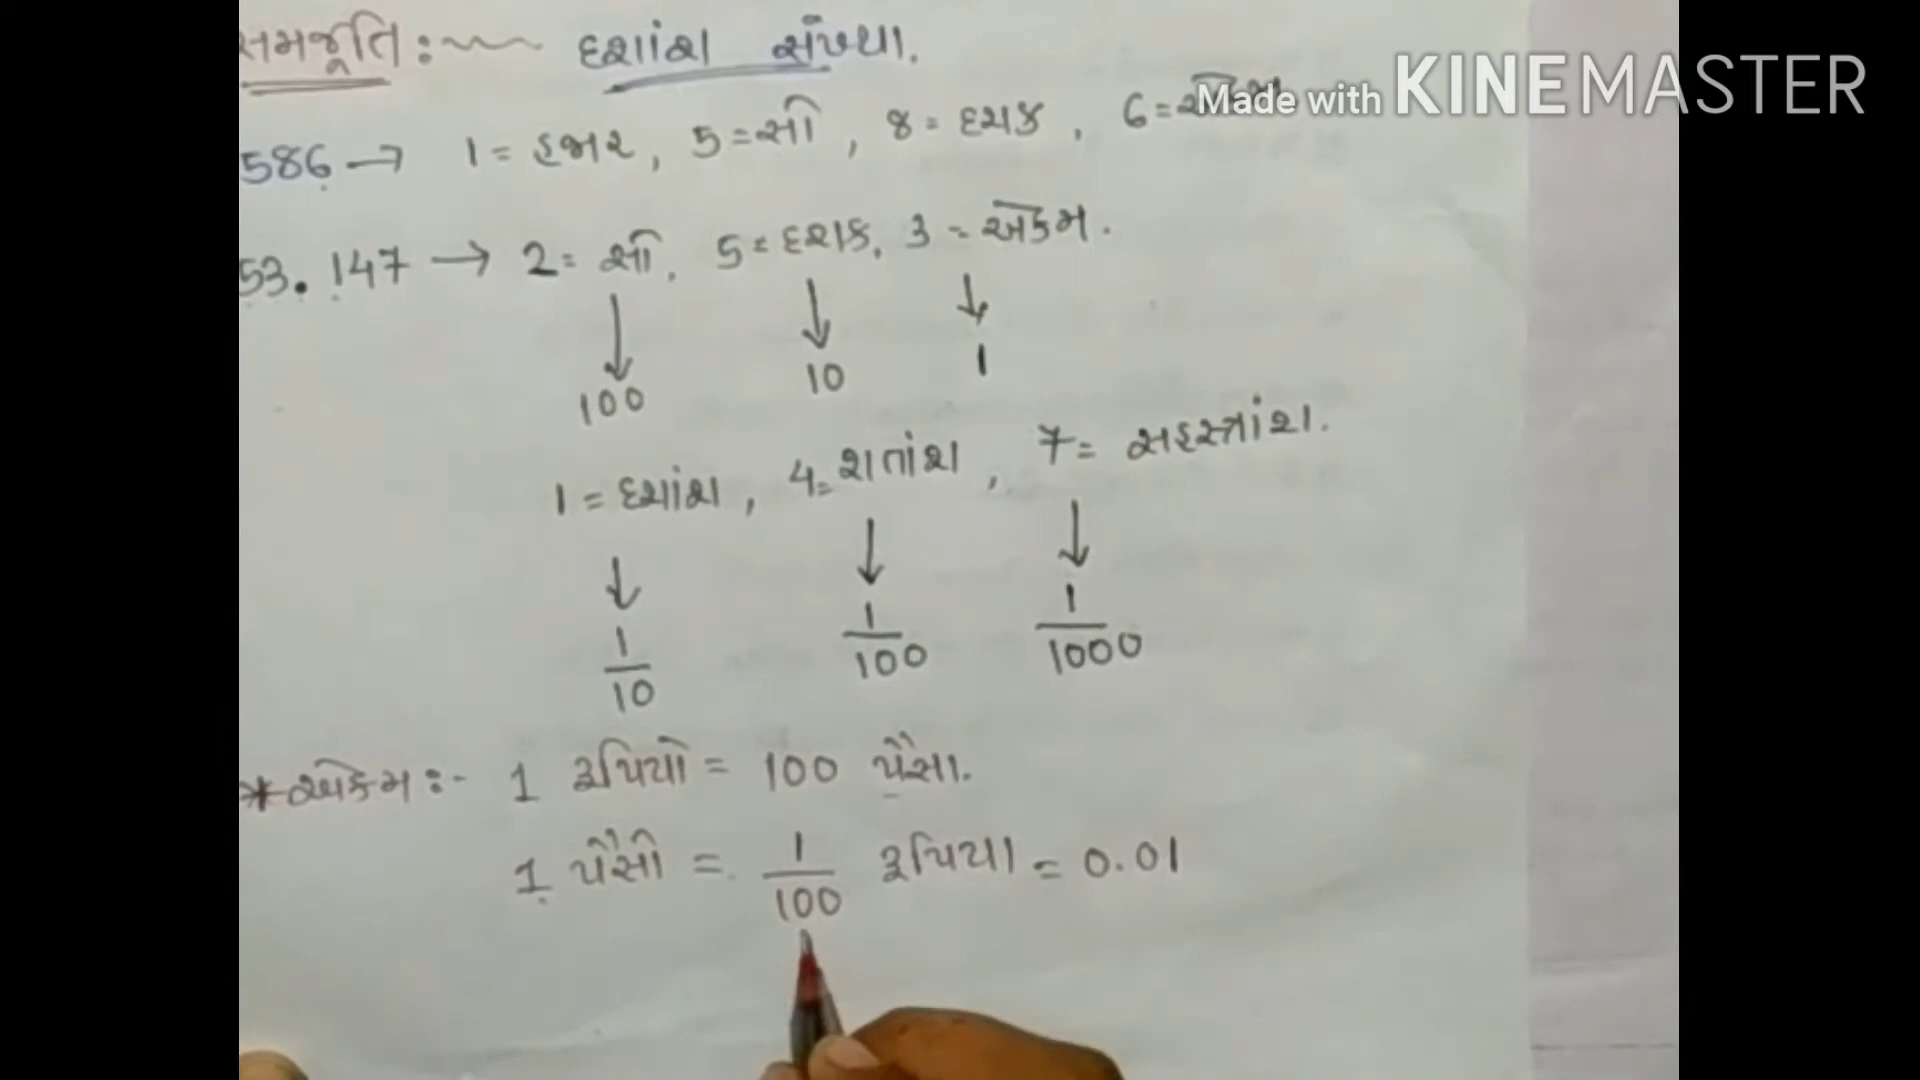 સમજૂતિ :~ દશાંશ સંખ્યા.
Made with KINEMASTER
586 → 1 = હજાર, 5 = સો, 8 = દશક, 6 =
53.147 → 2 = સો, 5 = દશક, 3 = એકમ.
↓ ↓ ↓
100 10 1
1 = દશાંશ, 4 = શતાંશ, 7 = સહસ્ત્રાંશ.
↓ ↓ ↓
1/10 1/100 1/1000
* એકમ :- 1 રૂપિયો = 100 પૈસા.
1 પૈસો = 1/100 રૂપિયા = 0.01